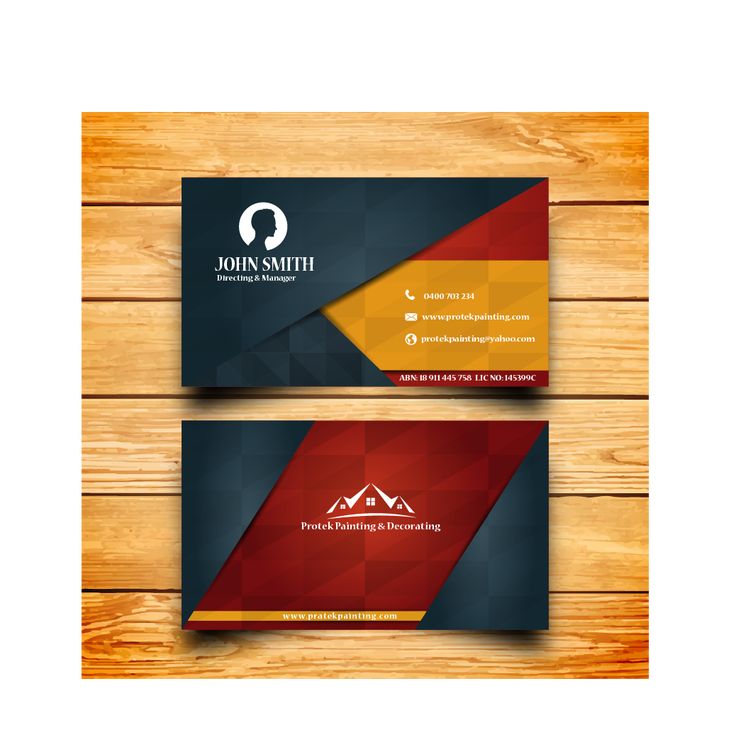 JOHN SMITH
Directing & Manager
0400 703 234
www.protekpainting.com
protekpainting@yahoo.com
ABN: 18 911 445 758 LIC NO: 145399C
Protek Painting & Decorating
www.pratekpainting.com